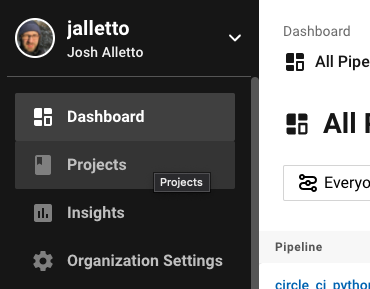 jalletto
Josh Alletto
Dashboard
Projects
Projects
Insights
Organization Settings
Dashboard
All Pipe
All P
Everyo
Pipeline
circle_ci_python